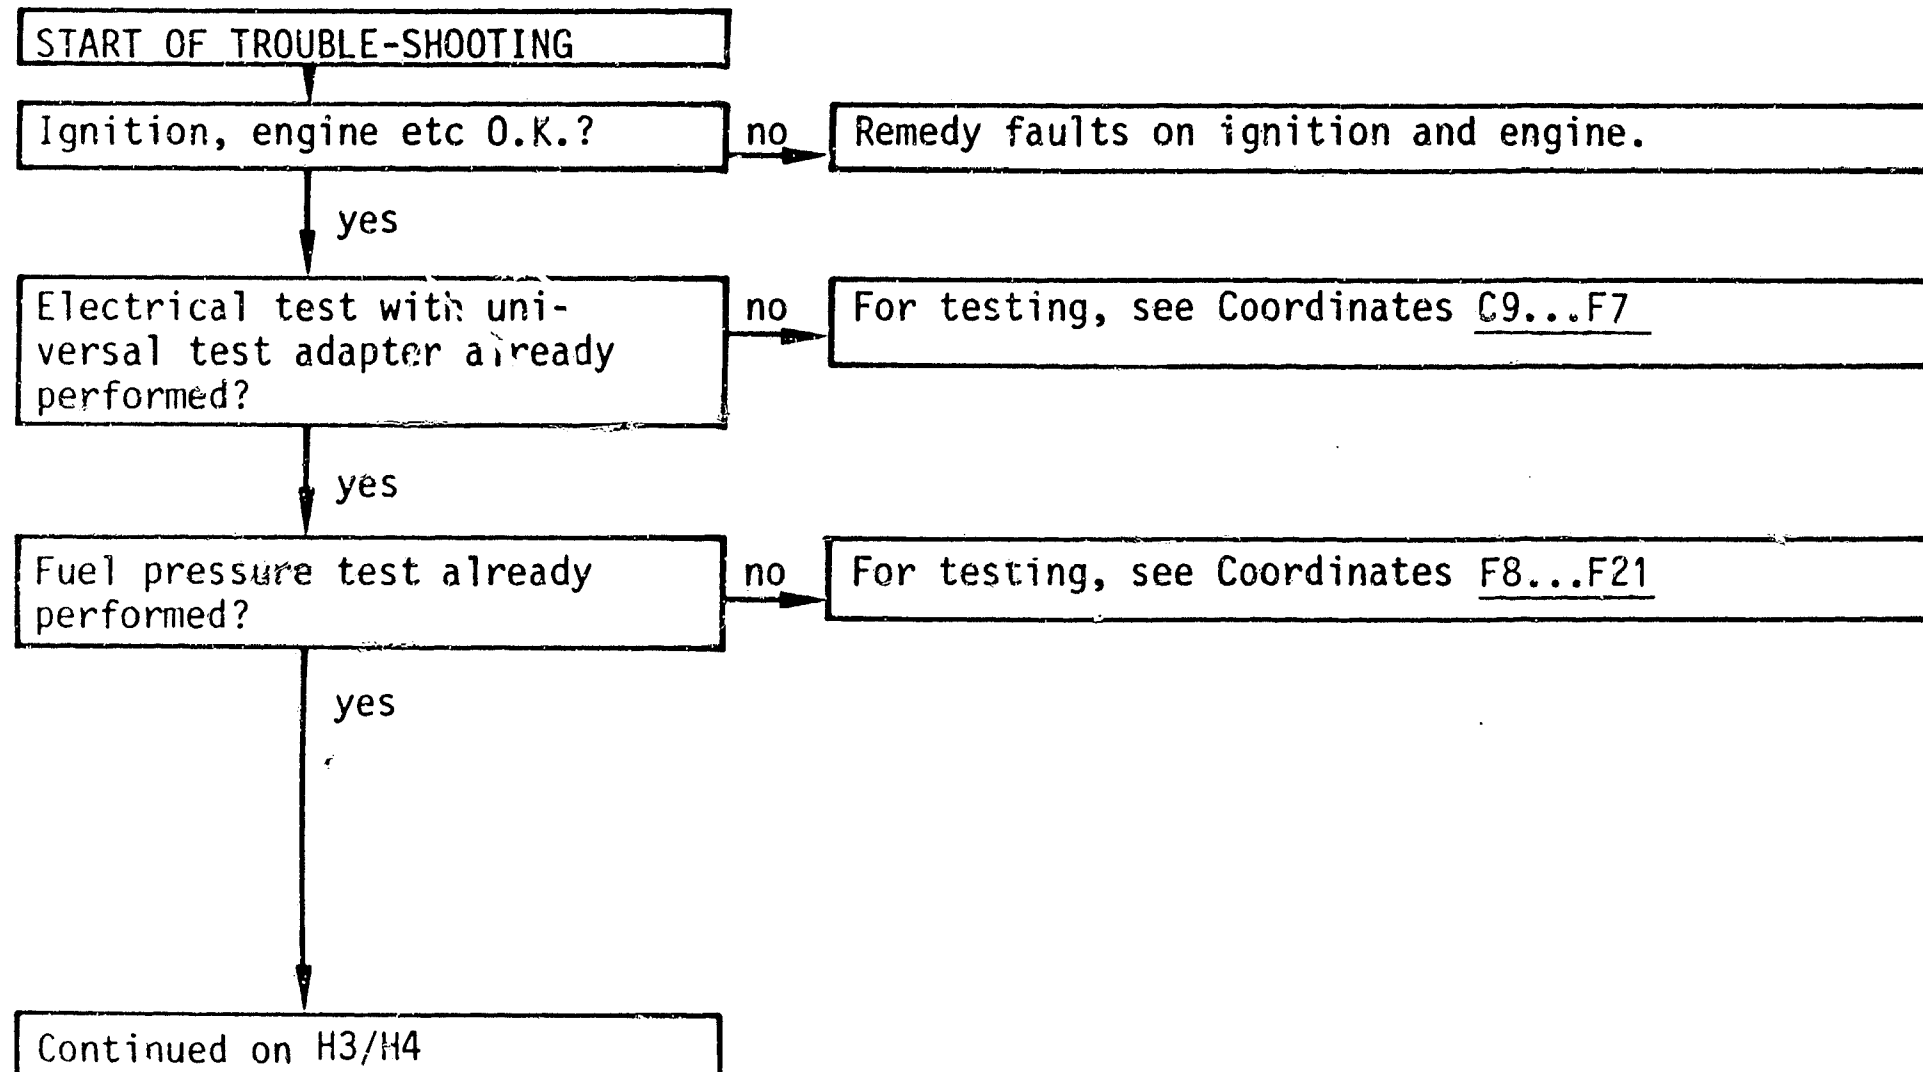 START OF TROUBLE-SHOOTING
Ignition, engine etc O.K.?
no
Remedy faults on ignition and engine.
yes
Electrical test with uni-
versal test adapter already
performed?
no
For testing, see Coordinates C9...F7
yes
Fuel pressure test already
performed?
no
For testing, see Coordinates F8...F21
yes
Continued on H3/H4